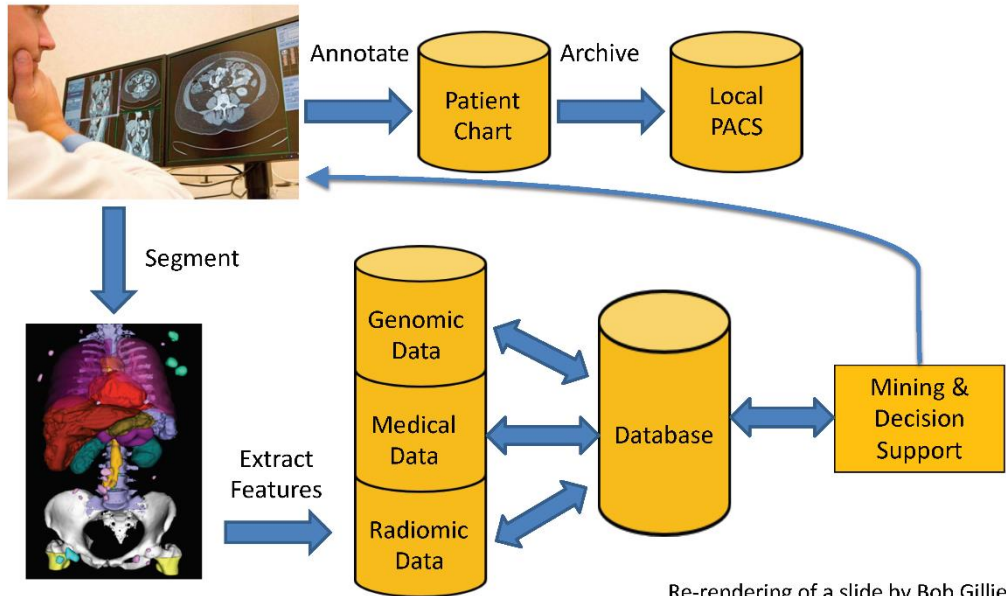 Annotate
Archive
Patient
Chart
Local
PACS
Segment
Genomic
Data
Medical
Data
Radiomic
Data
Extract
Features
Database
Mining &
Decision
Support
Re-rendering of a slide by Bob Gillie